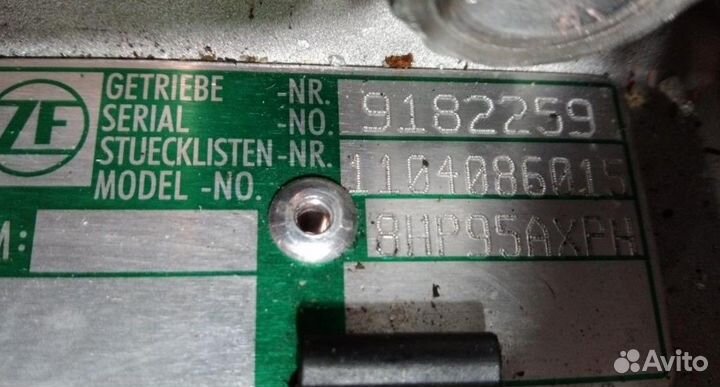 ZF
GETRIEBE -NR.
SERIAL -NO. 9182259
STUECKLISTEN-NR.
MODEL -NO. 1104086015
M: 8HP95AXPH
Avito